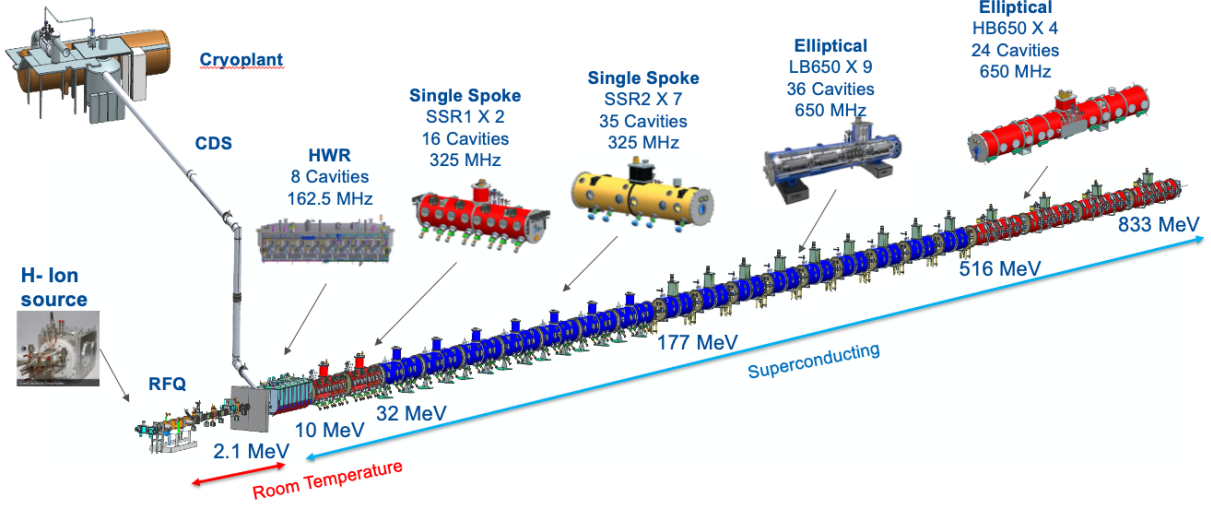 Cryoplant
CDS
H- Ion
source
RFQ
HWR
8 Cavities
162.5 MHz
Single Spoke
SSR1 X 2
16 Cavities
325 MHz
Single Spoke
SSR2 X 7
35 Cavities
325 MHz
Elliptical
LB650 X 9
36 Cavities
650 MHz
Elliptical
HB650 X 4
24 Cavities
650 MHz
2.1 MeV
10 MeV
32 MeV
177 MeV
516 MeV
833 MeV
Room Temperature
Superconducting